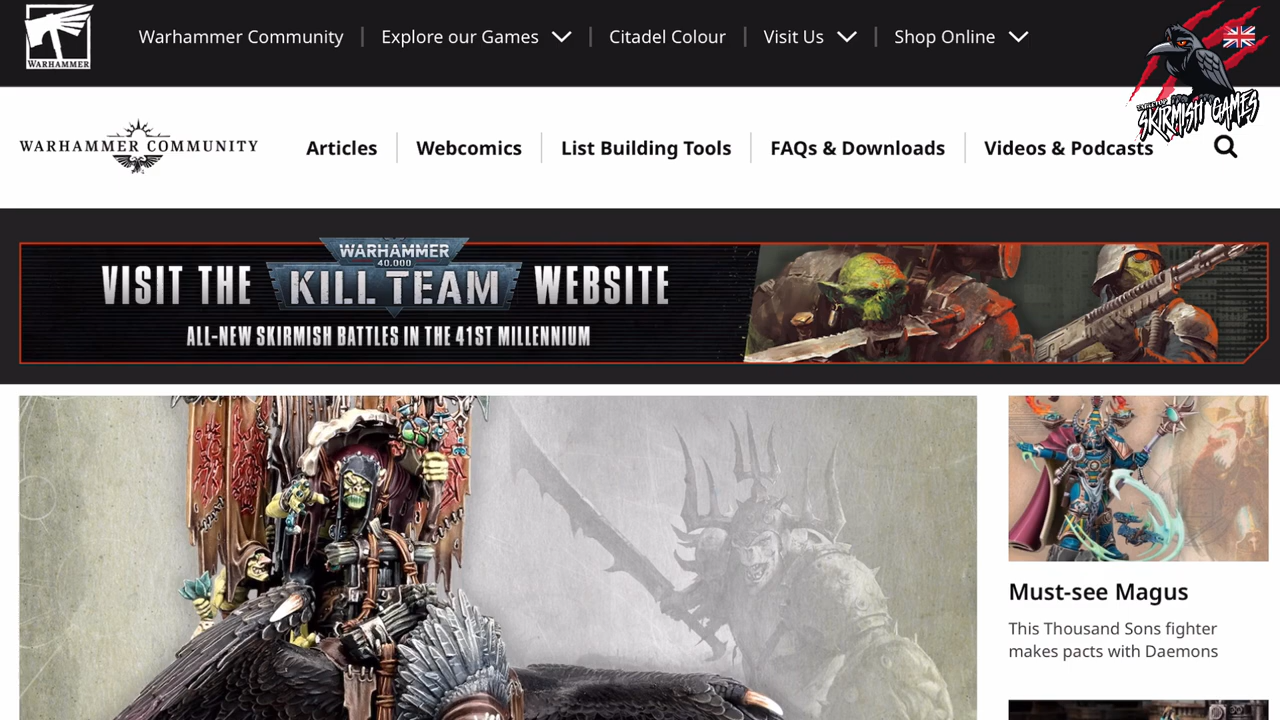 WARHAMMER
Warhammer Community
Explore our Games
Citadel Colour
Visit Us
Shop Online
TABLETOP
SKIRMISH GAMES
WARHAMMER COMMUNITY
Articles
Webcomics
List Building Tools
FAQs & Downloads
Videos & Podcasts
WARHAMMER
40,000
VISIT THE KILL TEAM WEBSITE
ALL-NEW SKIRMISH BATTLES IN THE 41ST MILLENNIUM
Must-see Magus
This Thousand Sons fighter
makes pacts with Daemons